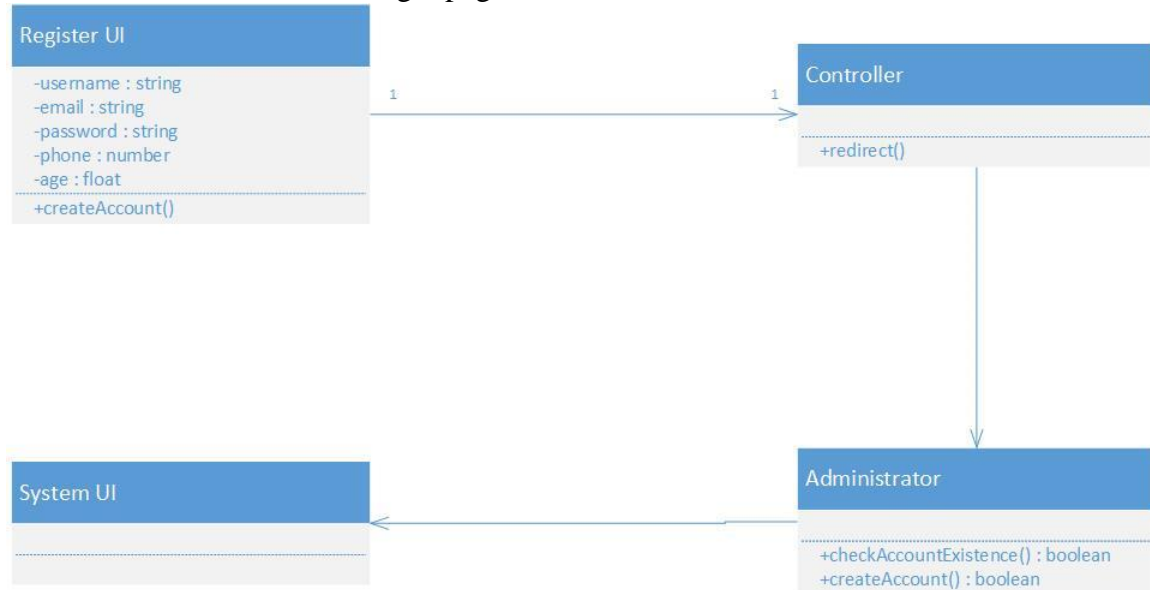 Register UI
-username : string
-email : string
-password : string
-phone : number
-age : float
+createAccount()
1
1
Controller
+redirect()
System UI
Administrator
+checkAccountExistence() : boolean
+createAccount() : boolean